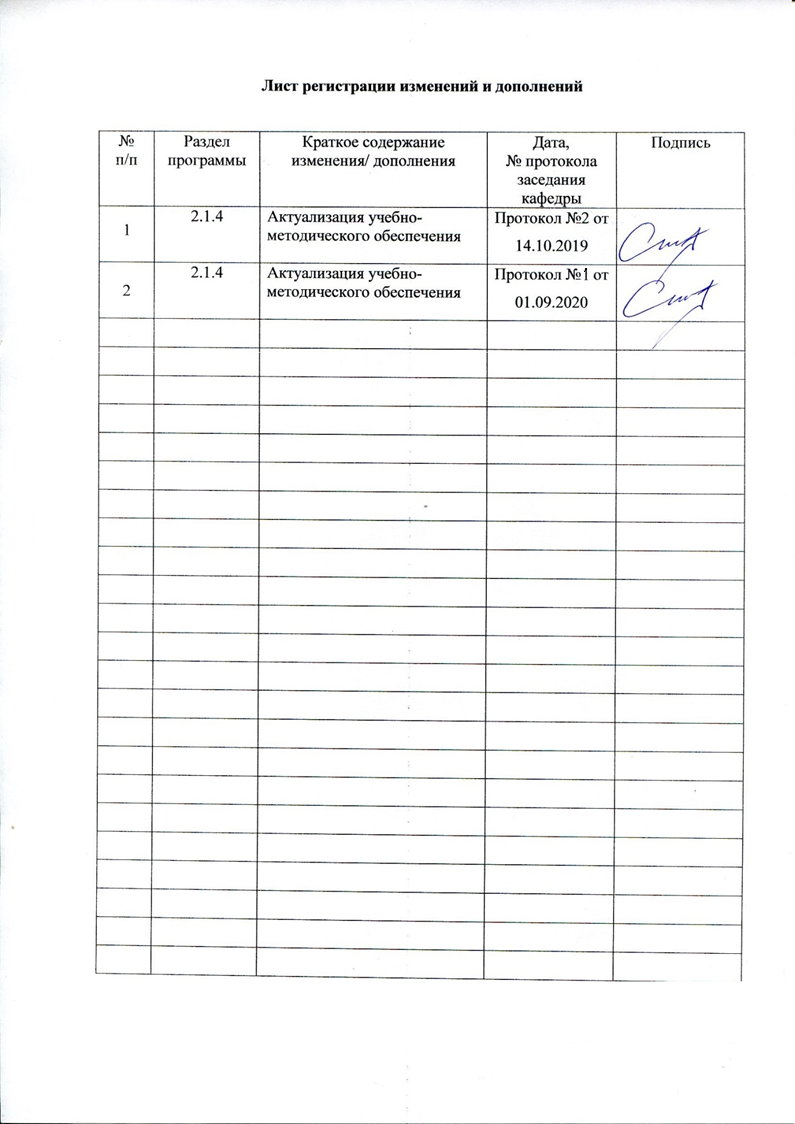 Лист регистрации изменений и дополнений
№
п/п
Раздел
программы
Краткое содержание
изменения/ дополнения
Дата,
№ протокола
заседания
кафедры
Подпись
1
2.1.4
Актуализация учебно-
методического обеспечения
Протокол №2 от
14.10.2019
2
2.1.4
Актуализация учебно-
методического обеспечения
Протокол №1 от
01.09.2020